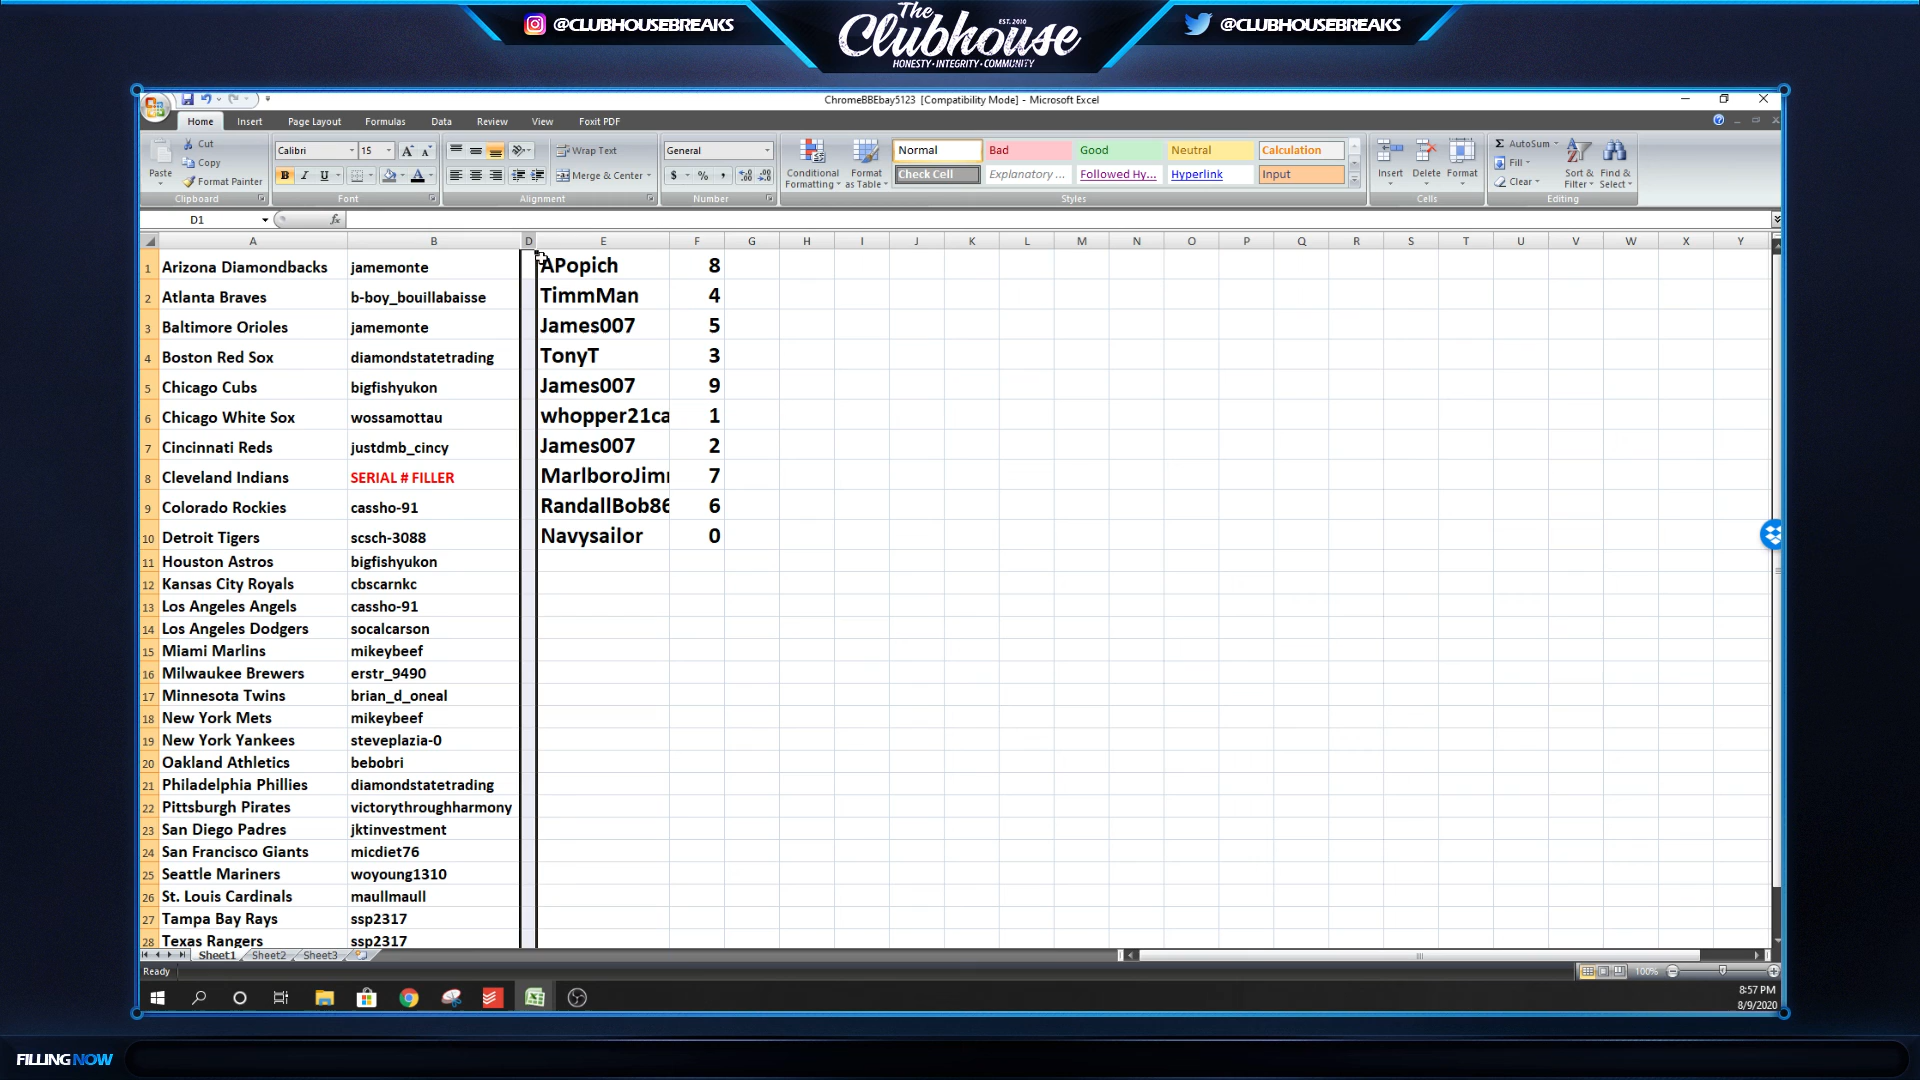 @CLUBHOUSEBREAKS
The Clubhouse
EST. 2010
HONESTY • INTEGRITY • COMMUNITY
@CLUBHOUSEBREAKS
ChromeBBEbay5123 [Compatibility Mode] - Microsoft Excel
Home Insert Page Layout Formulas Data Review View Foxit PDF
Paste Cut Copy Format Painter Clipboard
Calibri 15 B I U Font
Wrap Text Merge & Center Alignment
General $ % , Number
Conditional Formatting Format as Table
Normal Bad Good Neutral Calculation
Check Cell Explanatory ... Followed Hy... Hyperlink Input
Styles
Insert Delete Format Cells
AutoSum Fill Clear Sort & Filter Find & Select Editing
D1 fx
A B D E F G H I J K L M N O P Q R S T U V W X Y
1 Arizona Diamondbacks jamemonte APopich 8
2 Atlanta Braves b-boy_bouillabaisse TimmMan 4
3 Baltimore Orioles jamemonte James007 5
4 Boston Red Sox diamondstatetrading TonyT 3
5 Chicago Cubs bigfishyukon James007 9
6 Chicago White Sox wossamottau whopper21ca 1
7 Cincinnati Reds justdmb_cincy James007 2
8 Cleveland Indians SERIAL # FILLER MarlboroJim 7
9 Colorado Rockies cassho-91 RandallBob86 6
10 Detroit Tigers scsch-3088 Navysailor 0
11 Houston Astros bigfishyukon
12 Kansas City Royals cbscarnkc
13 Los Angeles Angels cassho-91
14 Los Angeles Dodgers socalcarson
15 Miami Marlins mikeybeef
16 Milwaukee Brewers erstr_9490
17 Minnesota Twins brian_d_oneal
18 New York Mets mikeybeef
19 New York Yankees steveplazia-0
20 Oakland Athletics bebobri
21 Philadelphia Phillies diamondstatetrading
22 Pittsburgh Pirates victorythroughharmony
23 San Diego Padres jktinvestment
24 San Francisco Giants micdiet76
25 Seattle Mariners woyoung1310
26 St. Louis Cardinals maullmaull
27 Tampa Bay Rays ssp2317
28 Texas Rangers ssp2317
Sheet1 Sheet2 Sheet3
Ready 100%
8:57 PM
8/9/2020
FILLING NOW